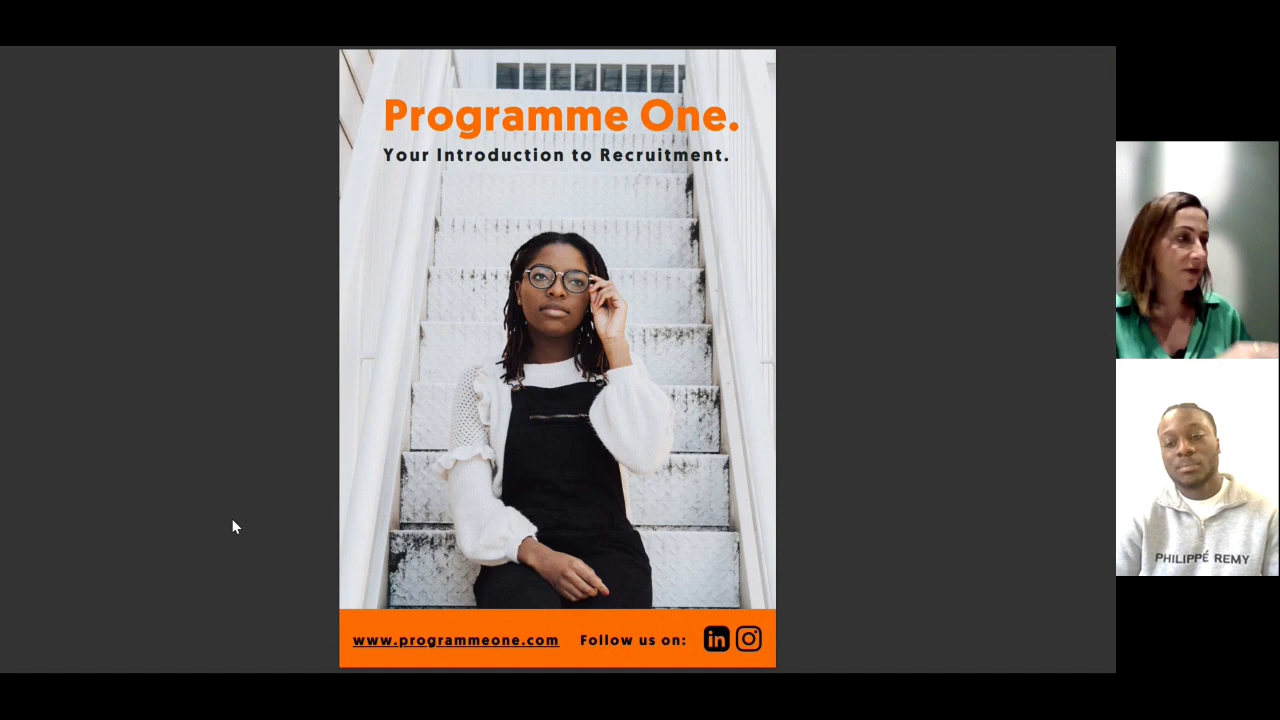 Programme One.
Your Introduction to Recruitment.
www.programmeone.com Follow us on:
in
PHILIPPÉ REMY